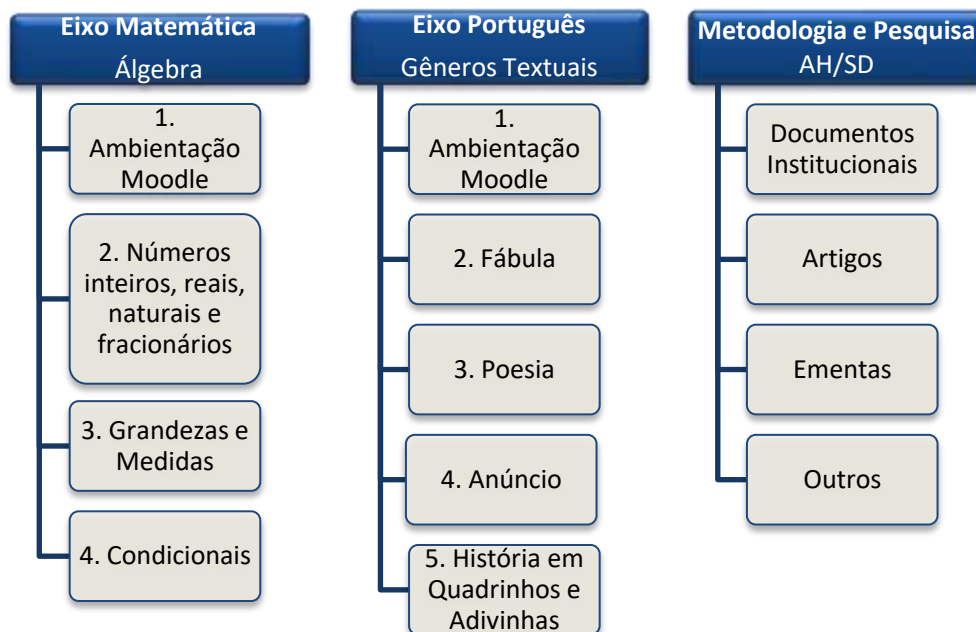 Eixo Matemática
Álgebra
1.
Ambientação
Moodle
2. Números
inteiros, reais,
naturais e
fracionários
3. Grandezas e
Medidas
4. Condicionais
Eixo Português
Gêneros Textuais
1.
Ambientação
Moodle
2. Fábula
3. Poesia
4. Anúncio
5. História em
Quadrinhos e
Adivinhas
Metodologia e Pesquisa
AH/SD
Documentos
Institucionais
Artigos
Ementas
Outros